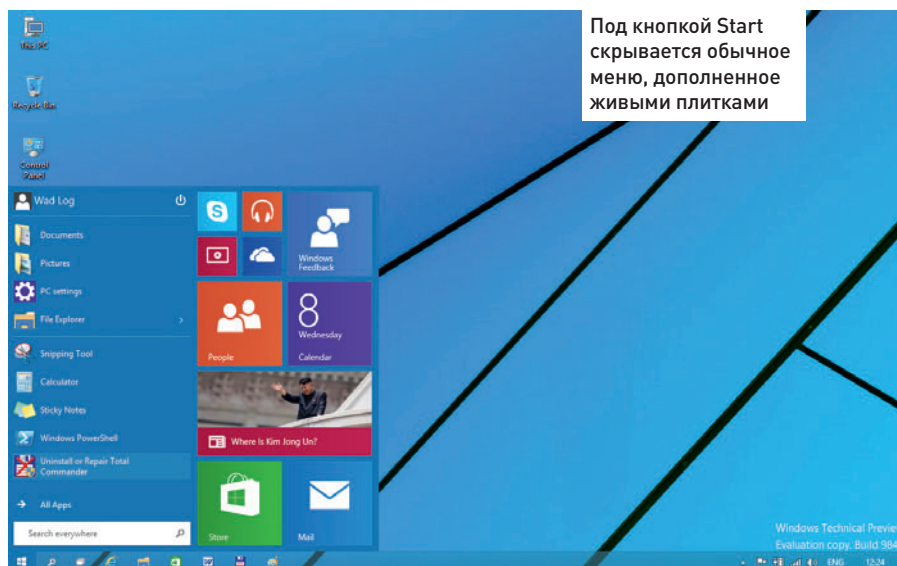 Под кнопкой Start
скрывается обычное
меню, дополненное
живыми плитками
This PC
Recycle Bin
Control
Panel
Wad Log
Documents
Pictures
PC settings
File Explorer
Snipping Tool
Calculator
Sticky Notes
Windows PowerShell
Uninstall or Repair Total
Commander
All Apps
Search everywhere
S
Windows
Feedback
People
8
Wednesday
Calendar
Where Is Kim Jong Un?
Store
Mail
Windows Technical Preview
Evaluation copy. Build 984
ENG
12:24